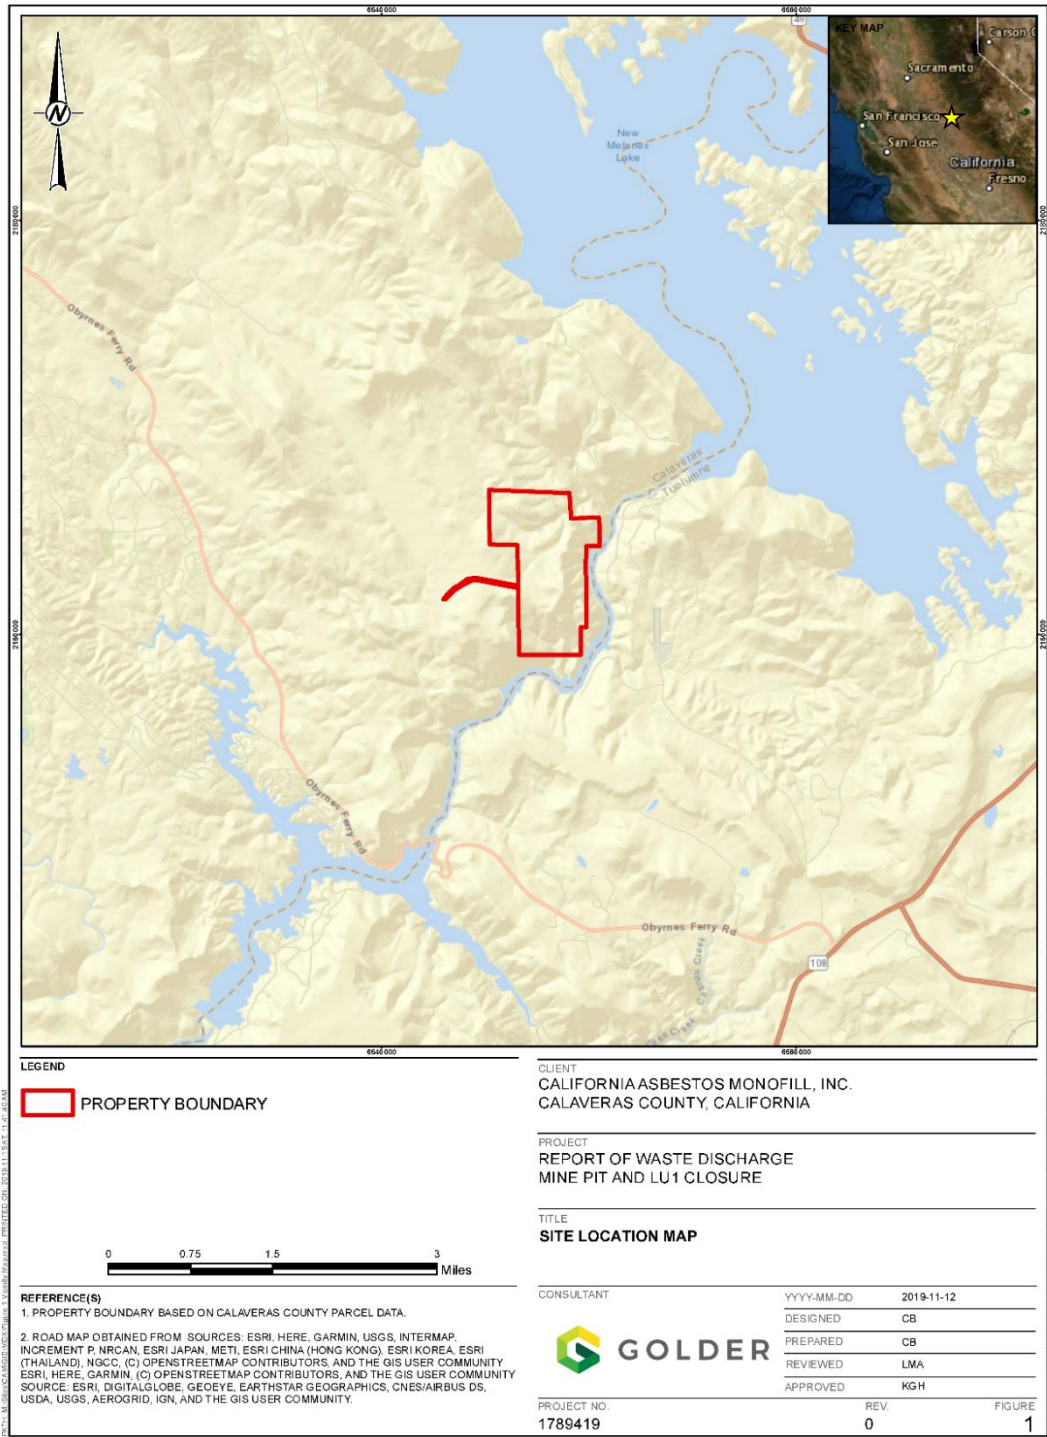 6640000
6680000
49
KEY MAP
Carson C
Sacramento
San Francisco
San Jose
California
Fresno
N
New
Melones
Lake
2180000
2180000
Obyrnes Ferry Rd
Calaveras
Tuolumne
2160000
2160000
Obyrnes Ferry Rd
Obyrnes Ferry Rd
108
6640000
6680000
LEGEND
PROPERTY BOUNDARY
0 0.75 1.5 3
Miles
REFERENCE(S)
1. PROPERTY BOUNDARY BASED ON CALAVERAS COUNTY PARCEL DATA.
2. ROAD MAP OBTAINED FROM SOURCES: ESRI, HERE, GARMIN, USGS, INTERMAP,
INCREMENT P, NRCAN, ESRI JAPAN, METI, ESRI CHINA (HONG KONG), ESRI KOREA, ESRI
(THAILAND), NGCC, (C) OPENSTREETMAP CONTRIBUTORS, AND THE GIS USER COMMUNITY
ESRI, HERE, GARMIN, (C) OPENSTREETMAP CONTRIBUTORS, AND THE GIS USER COMMUNITY
SOURCE: ESRI, DIGITALGLOBE, GEOEYE, EARTHSTAR GEOGRAPHICS, CNES/AIRBUS DS,
USDA, USGS, AEROGRID, IGN, AND THE GIS USER COMMUNITY.
CLIENT
CALIFORNIA ASBESTOS MONOFILL, INC.
CALAVERAS COUNTY, CALIFORNIA
PROJECT
REPORT OF WASTE DISCHARGE
MINE PIT AND LU1 CLOSURE
TITLE
SITE LOCATION MAP
CONSULTANT
GOLDER
YYYY-MM-DD 2019-11-12
DESIGNED CB
PREPARED CB
REVIEWED LMA
APPROVED KGH
PROJECT NO. REV. FIGURE
1789419 0 1